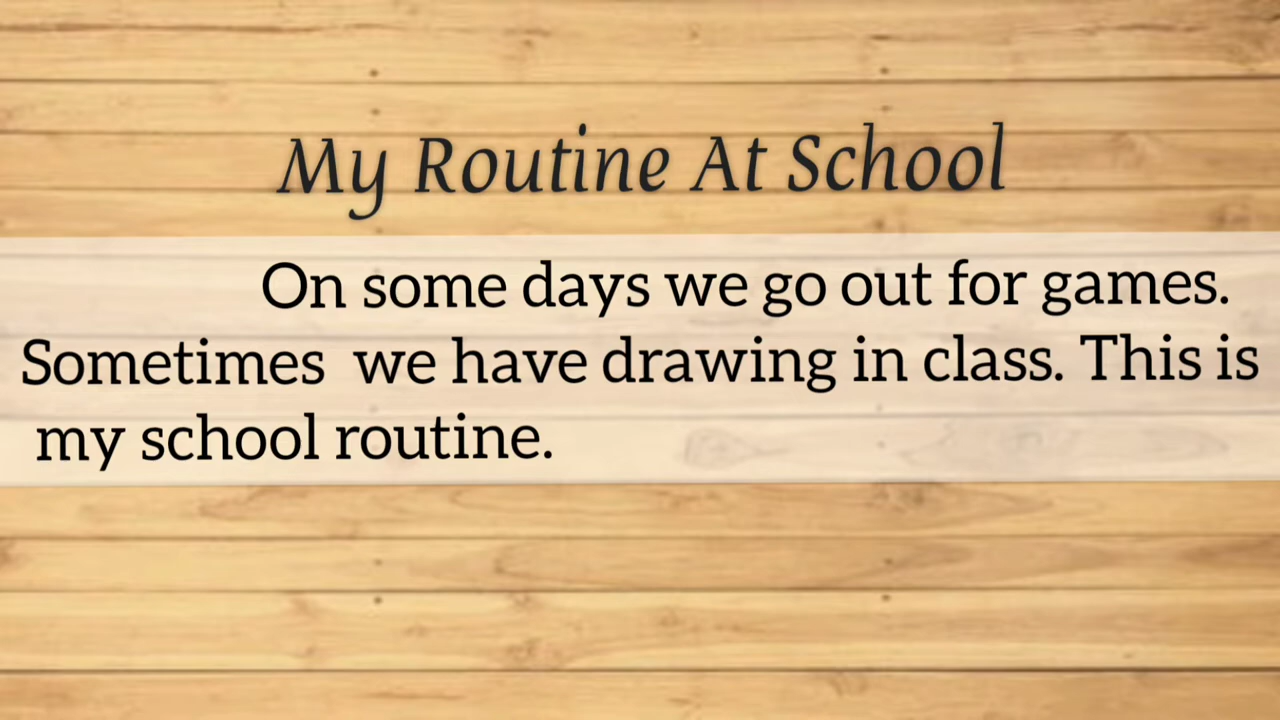 My Routine At School
On some days we go out for games.
Sometimes we have drawing in class. This is
my school routine.